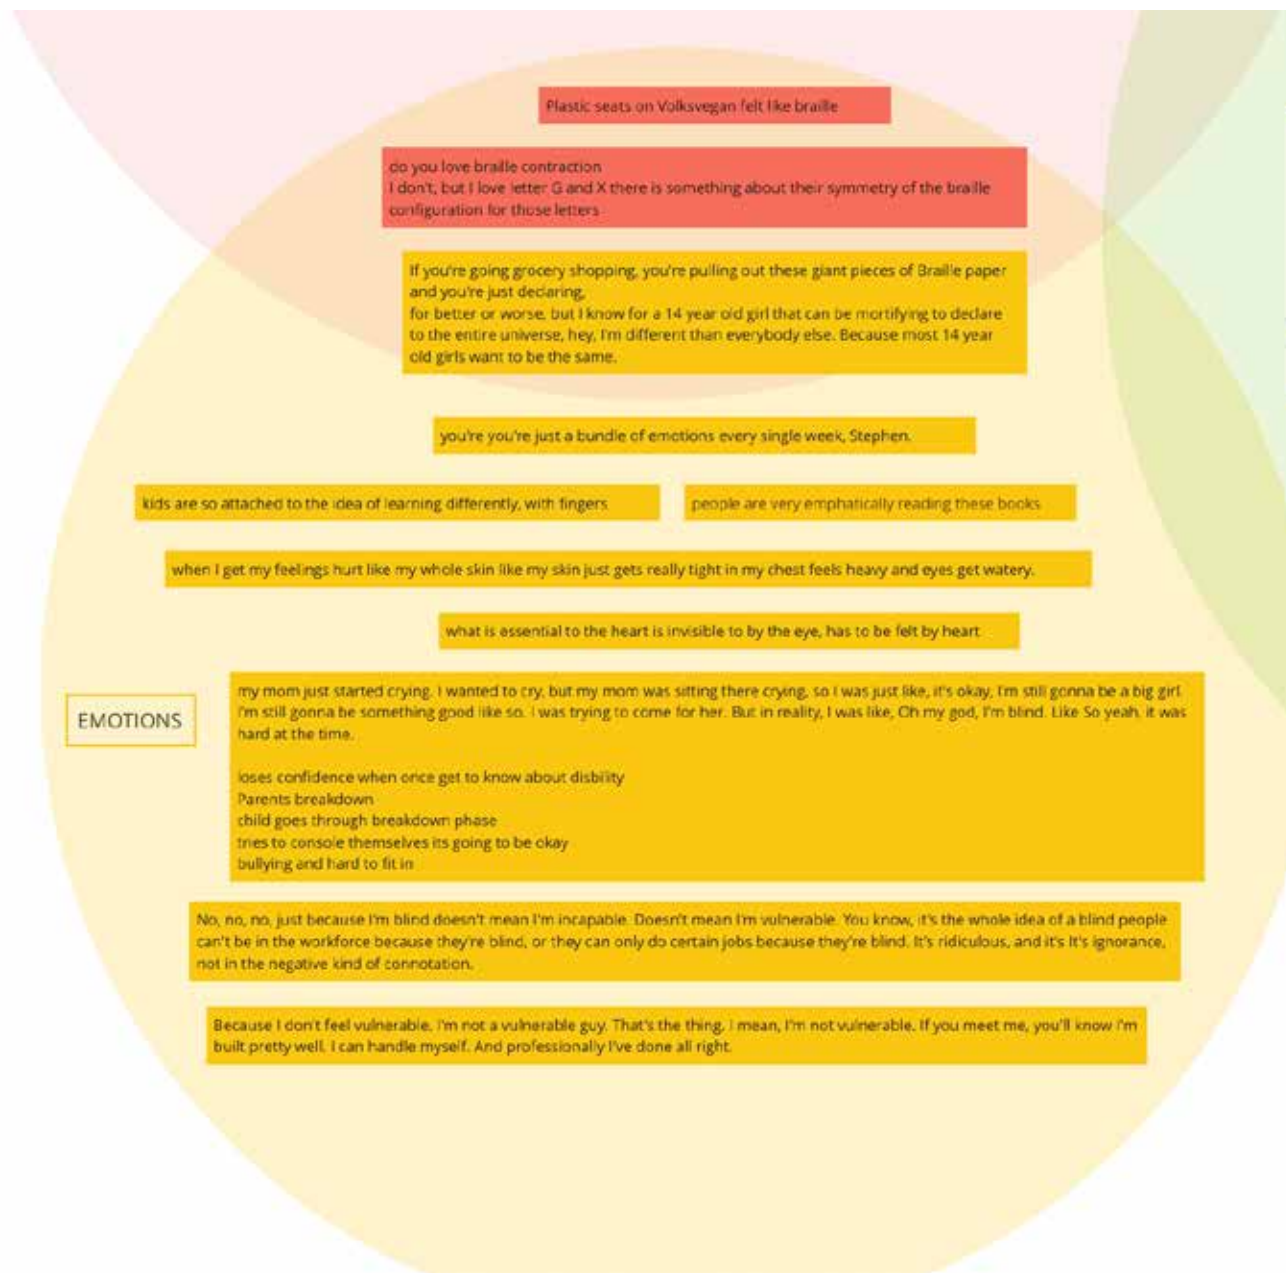 Plastic seats on Volksvegan felt like braille
do you love braille contraction
I don't, but I love letter G and X there is something about their symmetry of the braille
configuration for those letters
If you're going grocery shopping, you're pulling out these giant pieces of Braille paper
and you're just declaring,
for better or worse, but I know for a 14 year old girl that can be mortifying to declare
to the entire universe, hey, I'm different than everybody else. Because most 14 year
old girls want to be the same.
you're you're just a bundle of emotions every single week, Stephen.
kids are so attached to the idea of learning differently, with fingers
people are very emphatically reading these books
when I get my feelings hurt like my whole skin like my skin just gets really tight in my chest feels heavy and eyes get watery.
what is essential to the heart is invisible to by the eye, has to be felt by heart
EMOTIONS
my mom just started crying. I wanted to cry, but my mom was sitting there crying, so I was just like, it's okay, I'm still gonna be a big girl
I'm still gonna be something good like so. I was trying to come for her. But in reality, I was like, Oh my god, I'm blind. Like So yeah, it was
hard at the time.
loses confidence when once get to know about disbility
Parents breakdown
child goes through breakdown phase
tries to console themselves its going to be okay
bullying and hard to fit in
No, no, no, just because I'm blind doesn't mean I'm incapable. Doesn't mean I'm vulnerable. You know, it's the whole idea of a blind people
can't be in the workforce because they're blind, or they can only do certain jobs because they're blind. It's ridiculous, and it's It's ignorance,
not in the negative kind of connotation.
Because I don't feel vulnerable. I'm not a vulnerable guy. That's the thing. I mean, I'm not vulnerable. If you meet me, you'll know I'm
built pretty well. I can handle myself. And professionally I've done all right.